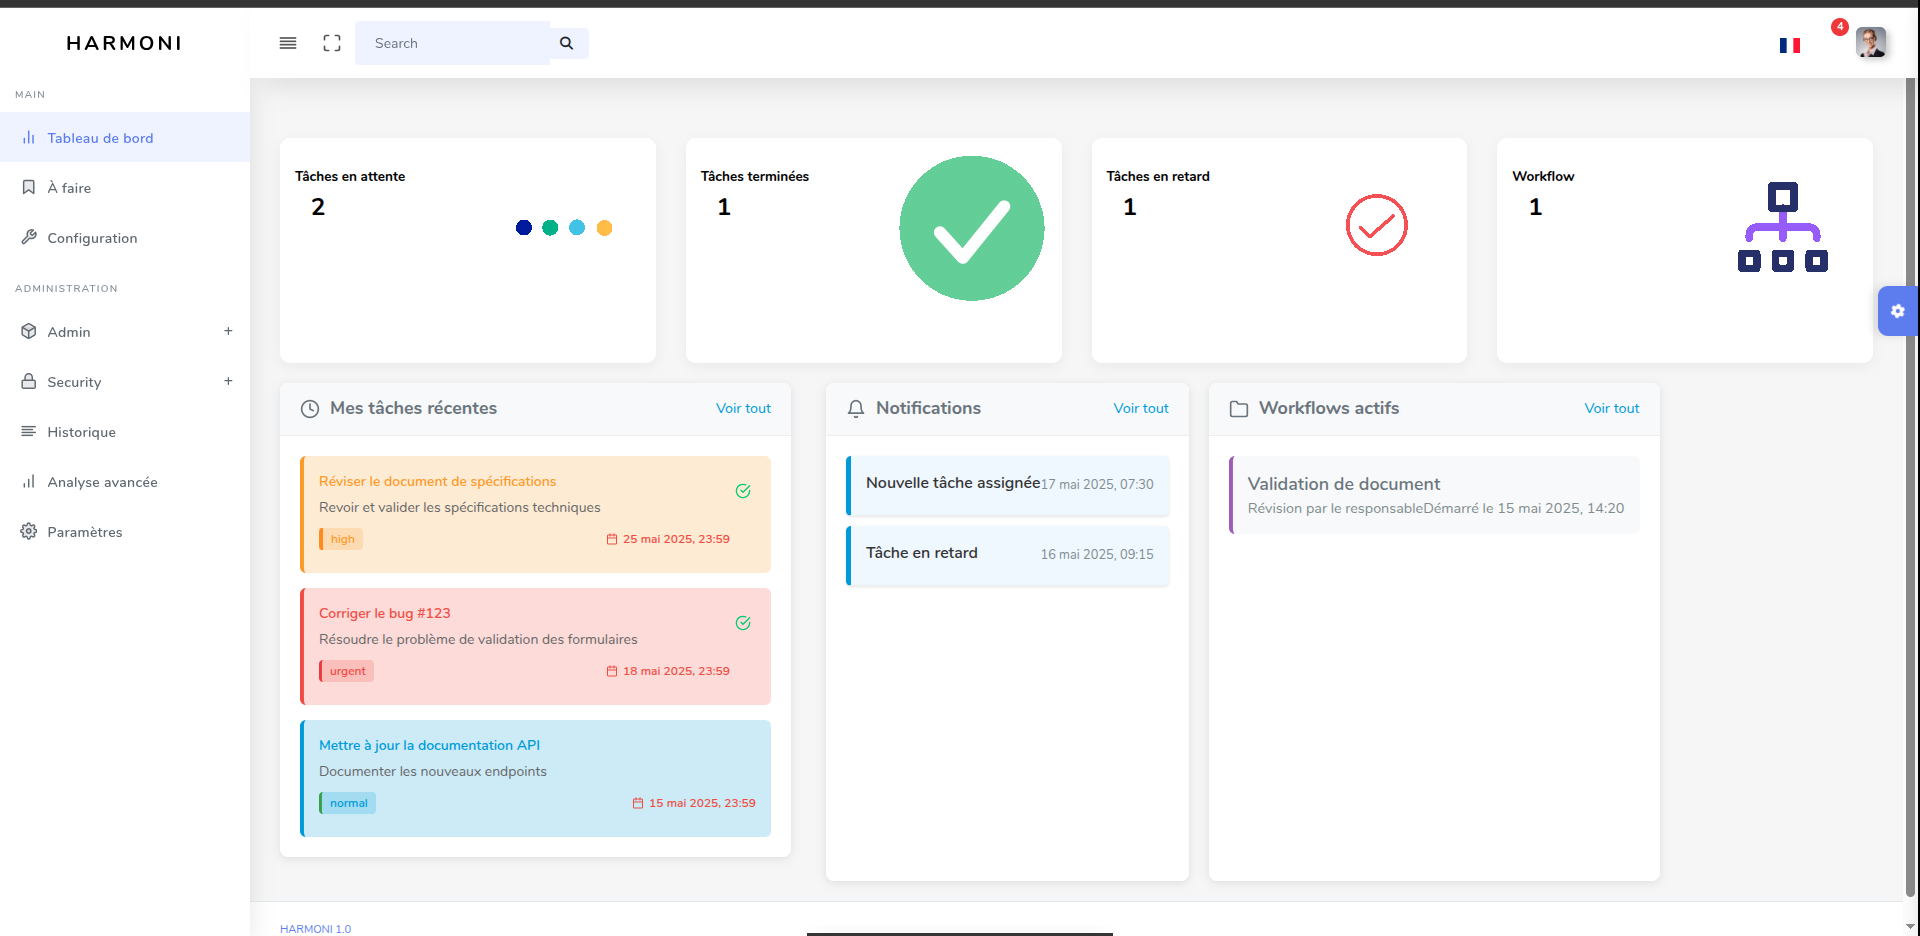 HARMONI
Search
4
MAIN
Tableau de bord
À faire
Configuration
ADMINISTRATION
Admin +
Security +
Historique
Analyse avancée
Paramètres
Tâches en attente
2
Tâches terminées
1
Tâches en retard
1
Workflow
1
Mes tâches récentes Voir tout
Réviser le document de spécifications
Revoir et valider les spécifications techniques
high 25 mai 2025, 23:59
Corriger le bug #123
Résoudre le problème de validation des formulaires
urgent 18 mai 2025, 23:59
Mettre à jour la documentation API
Documenter les nouveaux endpoints
normal 15 mai 2025, 23:59
Notifications Voir tout
Nouvelle tâche assignée17 mai 2025, 07:30
Tâche en retard 16 mai 2025, 09:15
Workflows actifs Voir tout
Validation de document
Révision par le responsableDémarré le 15 mai 2025, 14:20
HARMONI 1.0